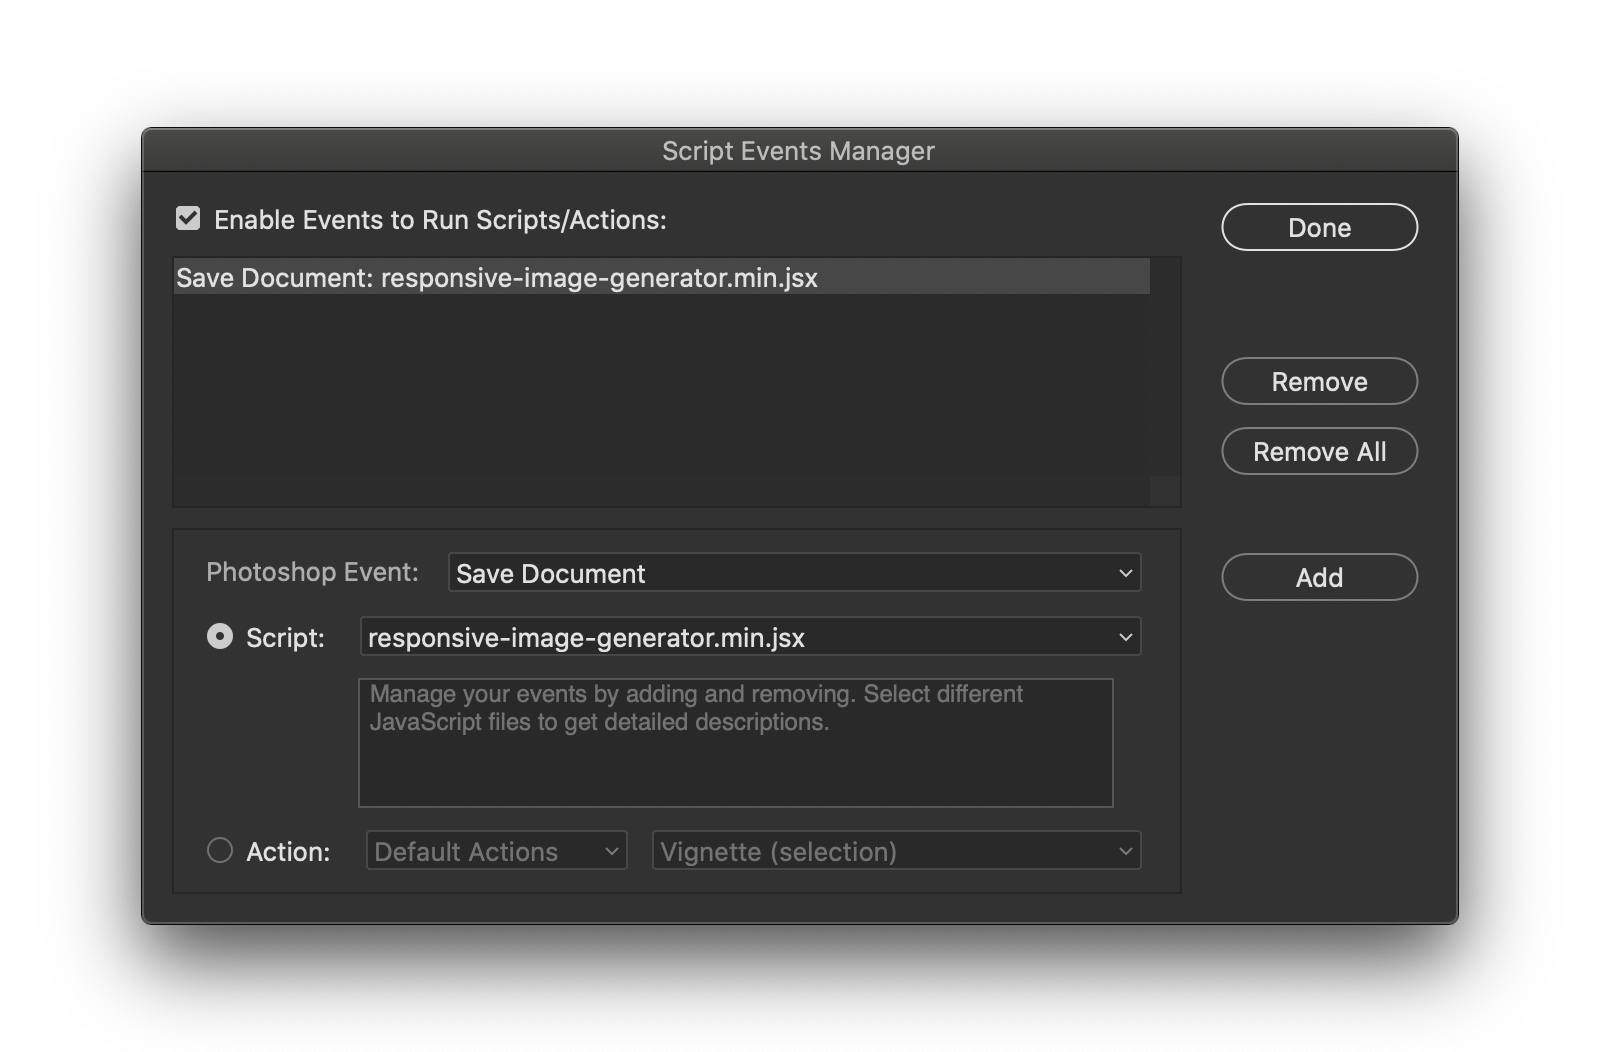 Script Events Manager
Enable Events to Run Scripts/Actions:
Done
Save Document: responsive-image-generator.min.jsx
Remove
Remove All
Photoshop Event: Save Document
Add
Script: responsive-image-generator.min.jsx
Manage your events by adding and removing. Select different
JavaScript files to get detailed descriptions.
Action: Default Actions Vignette (selection)